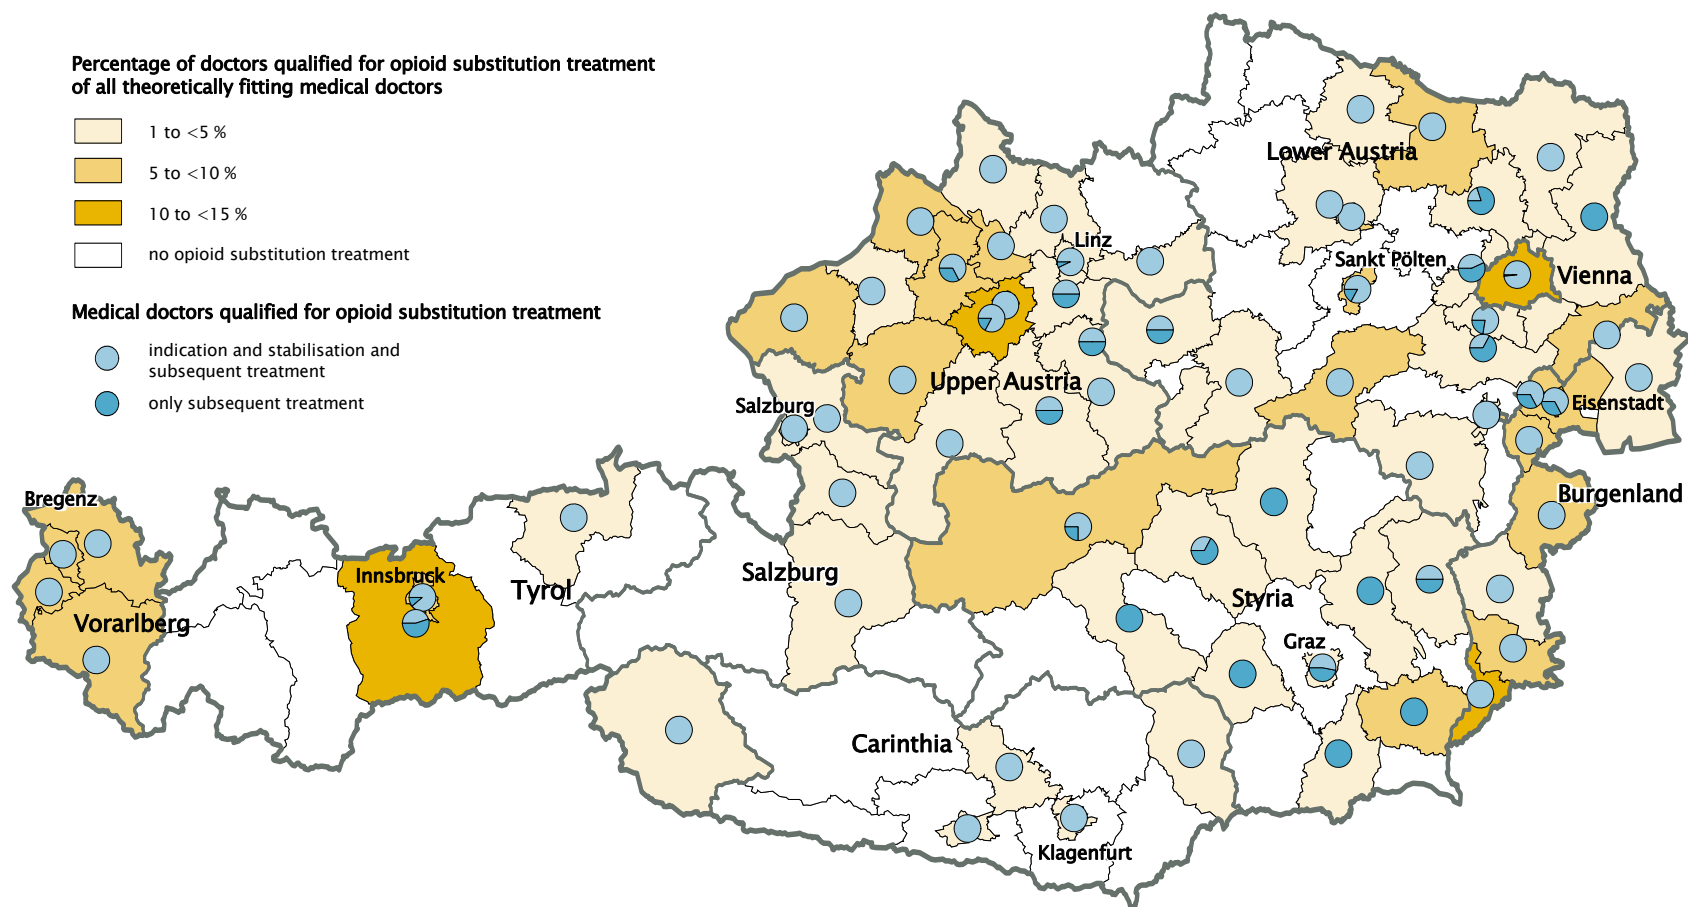 Percentage of doctors qualified for opioid substitution treatment
of all theoretically fitting medical doctors
1 to <5 %
5 to <10 %
10 to <15 %
no opioid substitution treatment
Medical doctors qualified for opioid substitution treatment
indication and stabilisation and
subsequent treatment
only subsequent treatment
Lower Austria
Linz
Sankt Pölten
Vienna
Upper Austria
Salzburg
Eisenstadt
Bregenz
Burgenland
Innsbruck
Tyrol
Salzburg
Styria
Vorarlberg
Graz
Carinthia
Klagenfurt